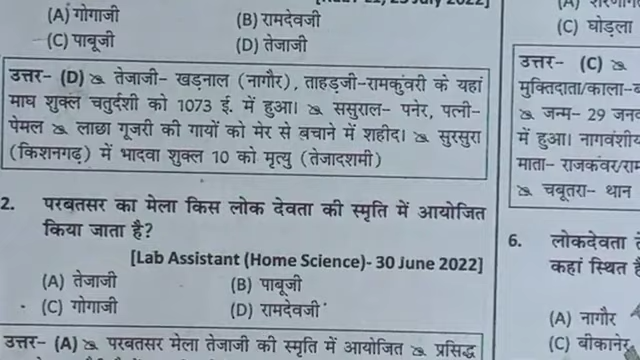 (A) गोगाजी (B) रामदेवजी
(C) पाबूजी (D) तेजाजी
उत्तर- (D) तेजाजी- खड़नाल (नागौर), ताहड़जी-रामकुंवरी के यहां
माघ शुक्ल चतुर्दशी को 1073 इं. में हुआ। ससुराल- पनेर, पत्नी-
पेमल लाछा गूजरी की गायों को मेर से बचाने में शहीद। सुरसुरा
(किशनगढ़) में भादवा शुक्ल 10 को मृत्यु (तेजादशमी)
2. परबतसर का मेला किस लोक देवता की स्मृति में आयोजित
किया जाता है?
[Lab Assistant (Home Science)- 30 June 2022]
(A) तेजाजी (B) पाबूजी
(C) गोगाजी (D) रामदेवजी
उत्तर- (A) परबतसर मेला तेजाजी की स्मृति में आयोजित प्रसिद्ध
(C) घोड़ला
उत्तर- (C)
मुक्तिदाता/काला-
जन्म- 29
में हुआ। नागवंशीय
माता- राजकंवर/
चबूतरा- थान
6. लोकदेवता
कहां स्थित
(A) नागौर
(C) बीकानेर